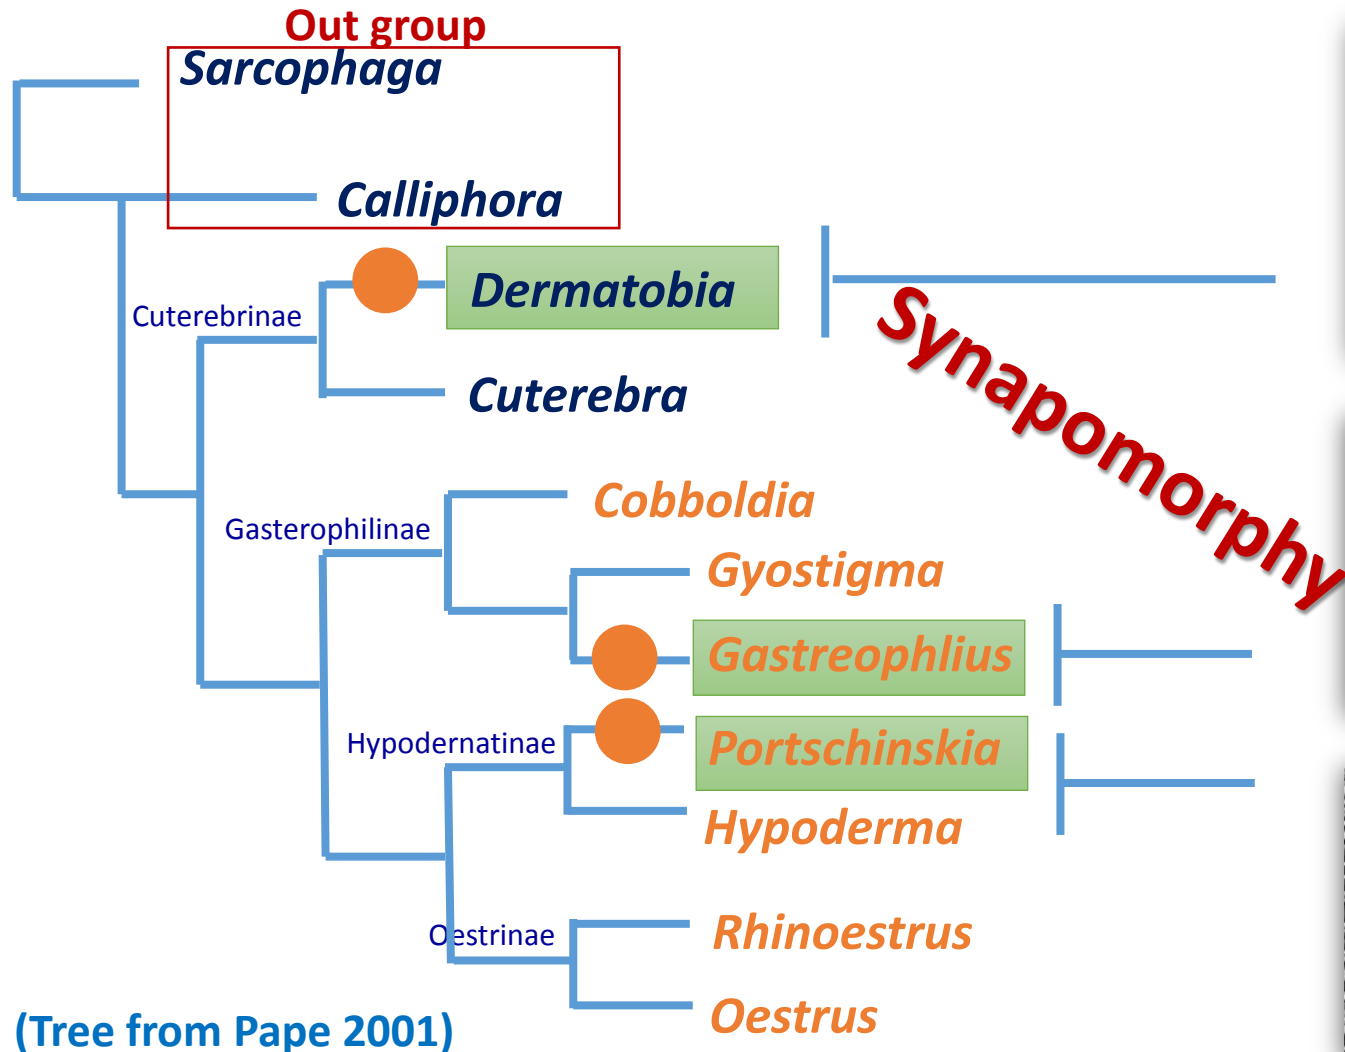 Out group
Sarcophaga
Calliphora
Dermatobia
Cuterebrinae
Synapomorphy
Cuterebra
Cobboldia
Gasterophilinae
Gyostigma
Gastreophlius
Hypodernatinae
Portschinskia
Hypoderma
Oestrinae
Rhinoestrus
Oestrus
(Tree from Pape 2001)